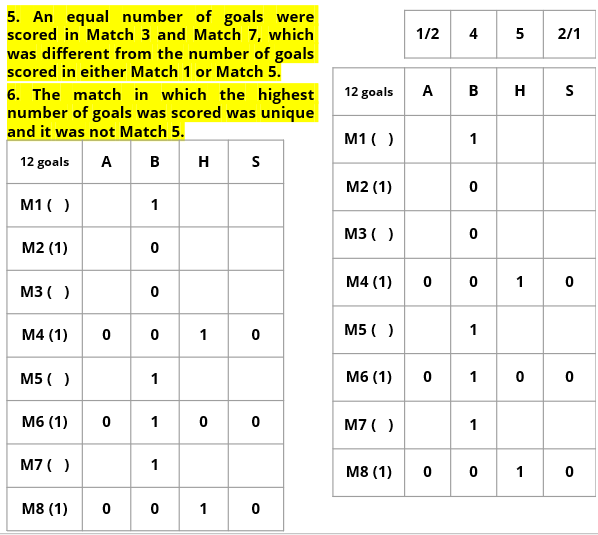 5. An equal number of goals were
scored in Match 3 and Match 7, which
was different from the number of goals
scored in either Match 1 or Match 5.
6. The match in which the highest
number of goals was scored was unique
and it was not Match 5.
12 goals A B H S
M1 ( ) 1
M2 (1) 0
M3 ( ) 0
M4 (1) 0 0 1 0
M5 ( ) 1
M6 (1) 0 1 0 0
M7 ( ) 1
M8 (1) 0 0 1 0
1/2 4 5 2/1
12 goals A B H S
M1 ( ) 1
M2 (1) 0
M3 ( ) 0
M4 (1) 0 0 1 0
M5 ( ) 1
M6 (1) 0 1 0 0
M7 ( ) 1
M8 (1) 0 0 1 0